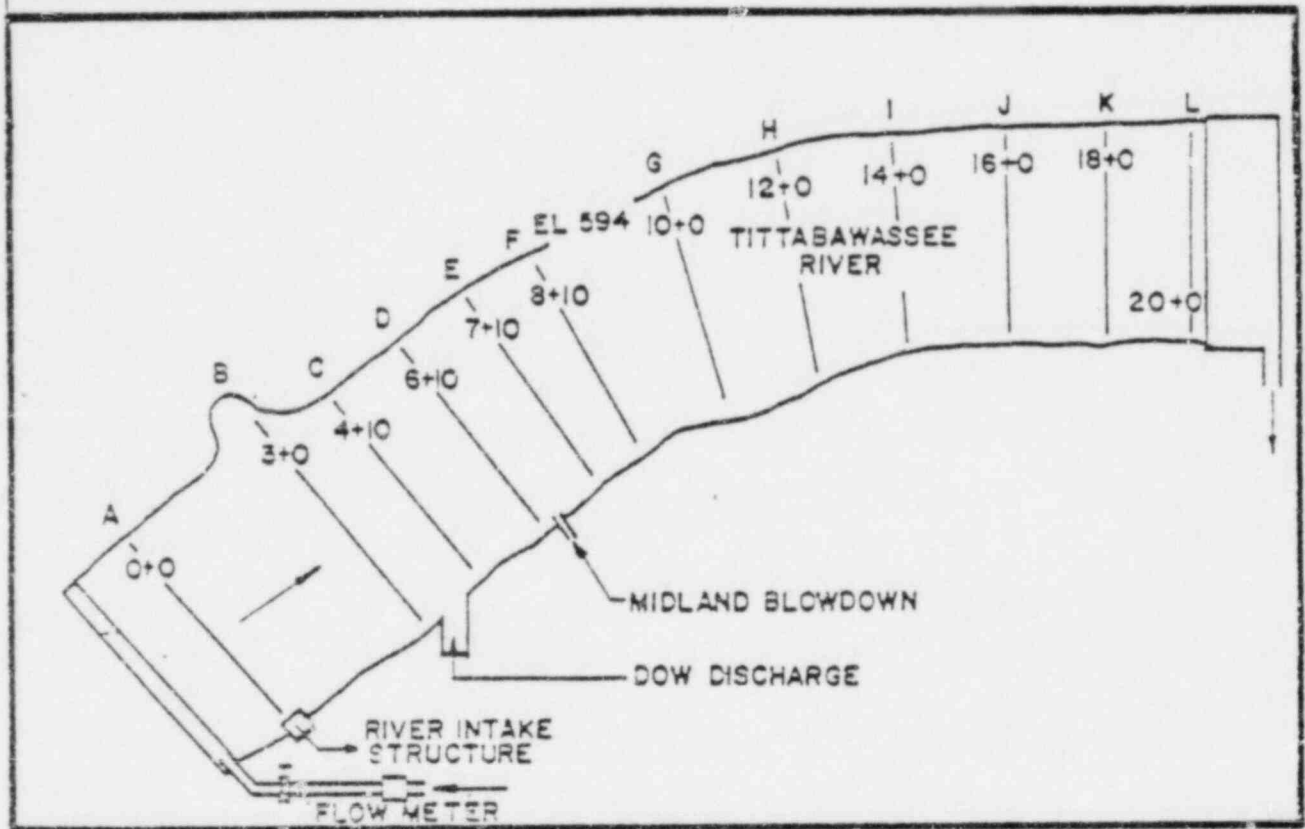 A
B
C
D
E
F
EL 594
G
H
I
J
K
L
0+0
3+0
4+10
6+10
7+10
8+10
10+0
12+0
14+0
16+0
18+0
20+0
TITTABAWASSEE
RIVER
MIDLAND BLOWDOWN
DOW DISCHARGE
RIVER INTAKE
STRUCTURE
FLOW METER